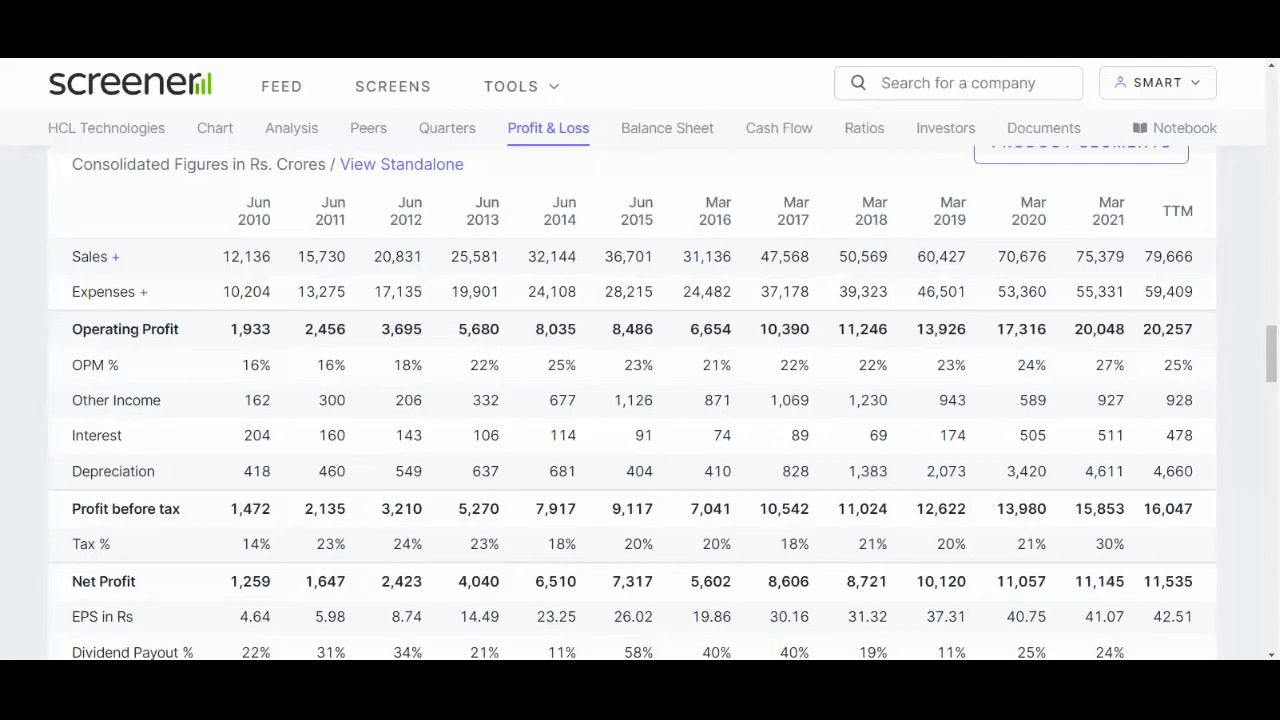 screener
FEED SCREENS TOOLS
Search for a company
SMART
HCL Technologies Chart Analysis Peers Quarters Profit & Loss Balance Sheet Cash Flow Ratios Investors Documents Notebook
PRODUCT SEGMENTS
Consolidated Figures in Rs. Crores / View Standalone
Jun 2010 Jun 2011 Jun 2012 Jun 2013 Jun 2014 Jun 2015 Mar 2016 Mar 2017 Mar 2018 Mar 2019 Mar 2020 Mar 2021 TTM
Sales + 12,136 15,730 20,831 25,581 32,144 36,701 31,136 47,568 50,569 60,427 70,676 75,379 79,666
Expenses + 10,204 13,275 17,135 19,901 24,108 28,215 24,482 37,178 39,323 46,501 53,360 55,331 59,409
Operating Profit 1,933 2,456 3,695 5,680 8,035 8,486 6,654 10,390 11,246 13,926 17,316 20,048 20,257
OPM % 16% 16% 18% 22% 25% 23% 21% 22% 22% 23% 24% 27% 25%
Other Income 162 300 206 332 677 1,126 871 1,069 1,230 943 589 927 928
Interest 204 160 143 106 114 91 74 89 69 174 505 511 478
Depreciation 418 460 549 637 681 404 410 828 1,383 2,073 3,420 4,611 4,660
Profit before tax 1,472 2,135 3,210 5,270 7,917 9,117 7,041 10,542 11,024 12,622 13,980 15,853 16,047
Tax % 14% 23% 24% 23% 18% 20% 20% 18% 21% 20% 21% 30%
Net Profit 1,259 1,647 2,423 4,040 6,510 7,317 5,602 8,606 8,721 10,120 11,057 11,145 11,535
EPS in Rs 4.64 5.98 8.74 14.49 23.25 26.02 19.86 30.16 31.32 37.31 40.75 41.07 42.51
Dividend Payout % 22% 31% 34% 21% 11% 58% 40% 40% 19% 11% 25% 24%